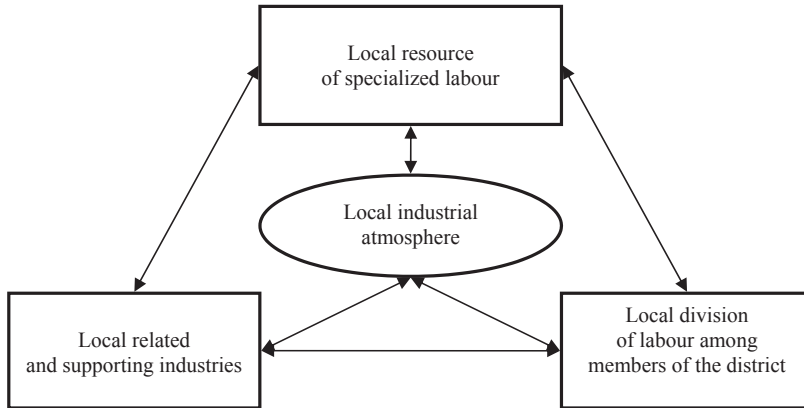 Local resource
of specialized labour
Local industrial
atmosphere
Local related
and supporting industries
Local division
of labour among
members of the district